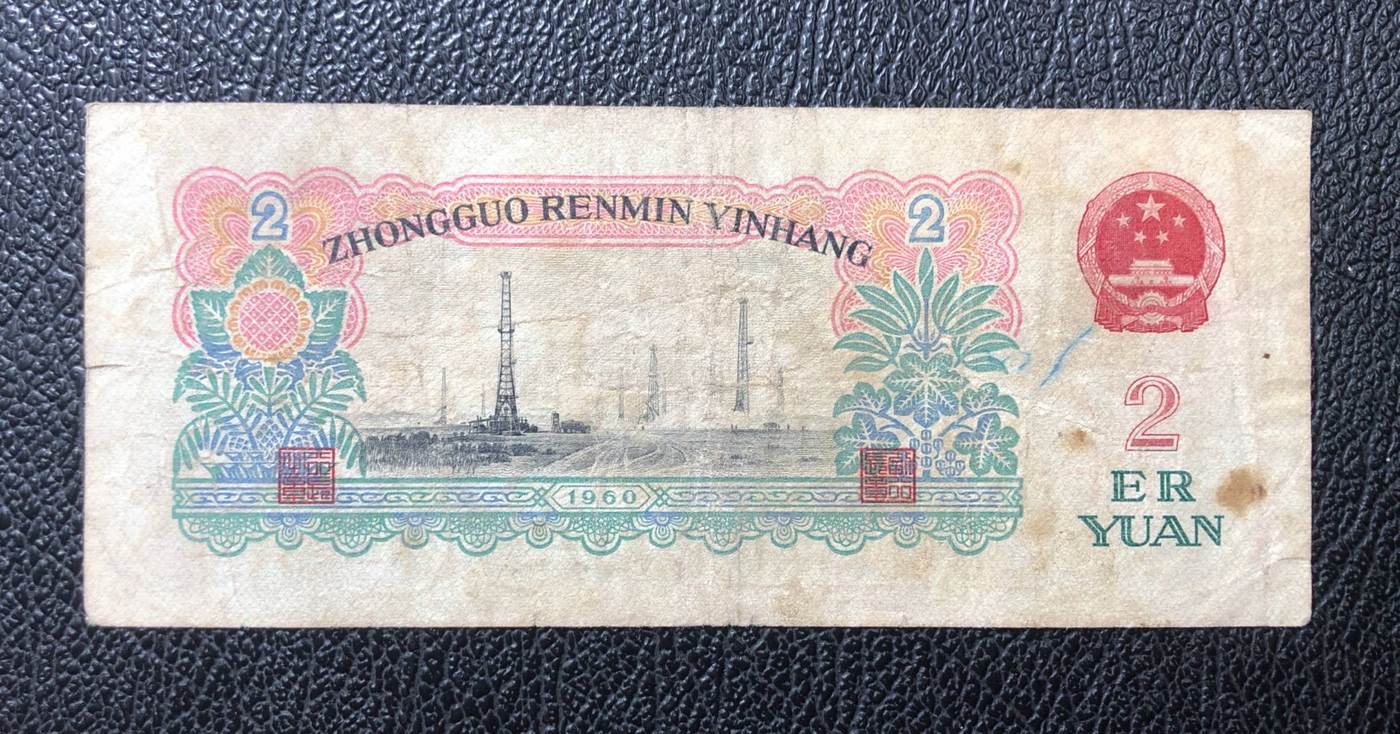 2
2
ZHONGGUO RENMIN YINHANG
1960
2
ER
YUAN